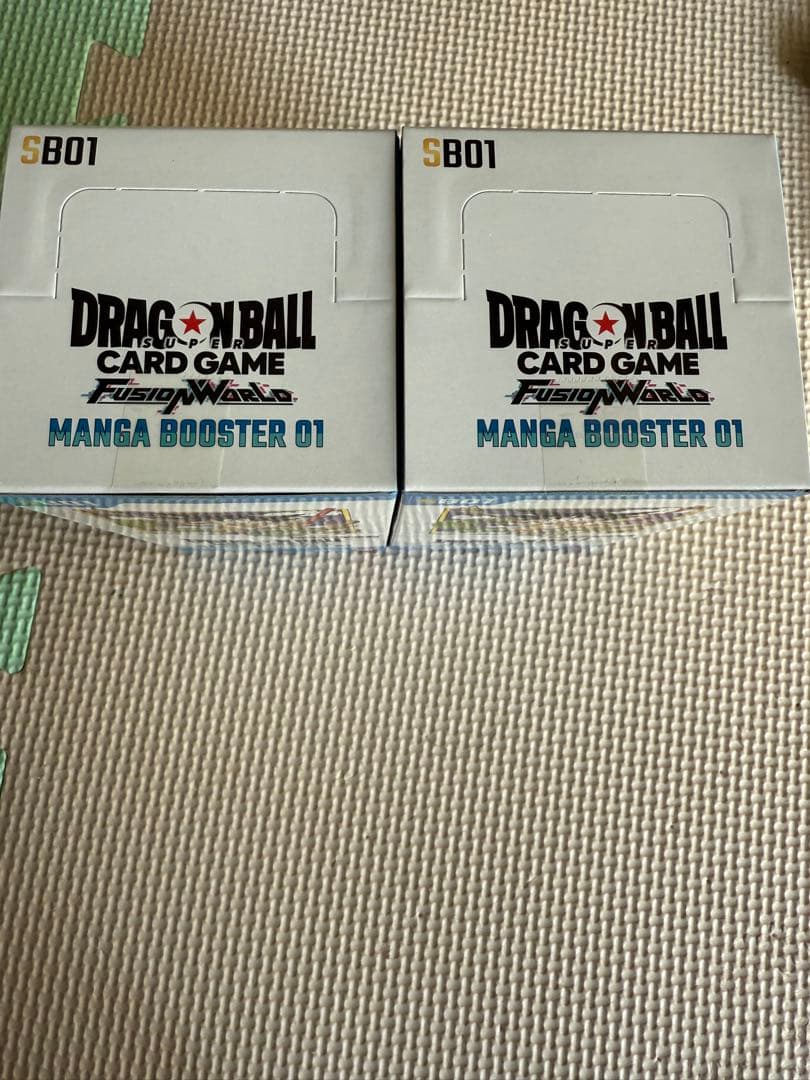 SB01
DRAGON BALL
SUPER
CARD GAME
FUSION WORLD
MANGA BOOSTER 01
SB01
DRAGON BALL
SUPER
CARD GAME
FUSION WORLD
MANGA BOOSTER 01